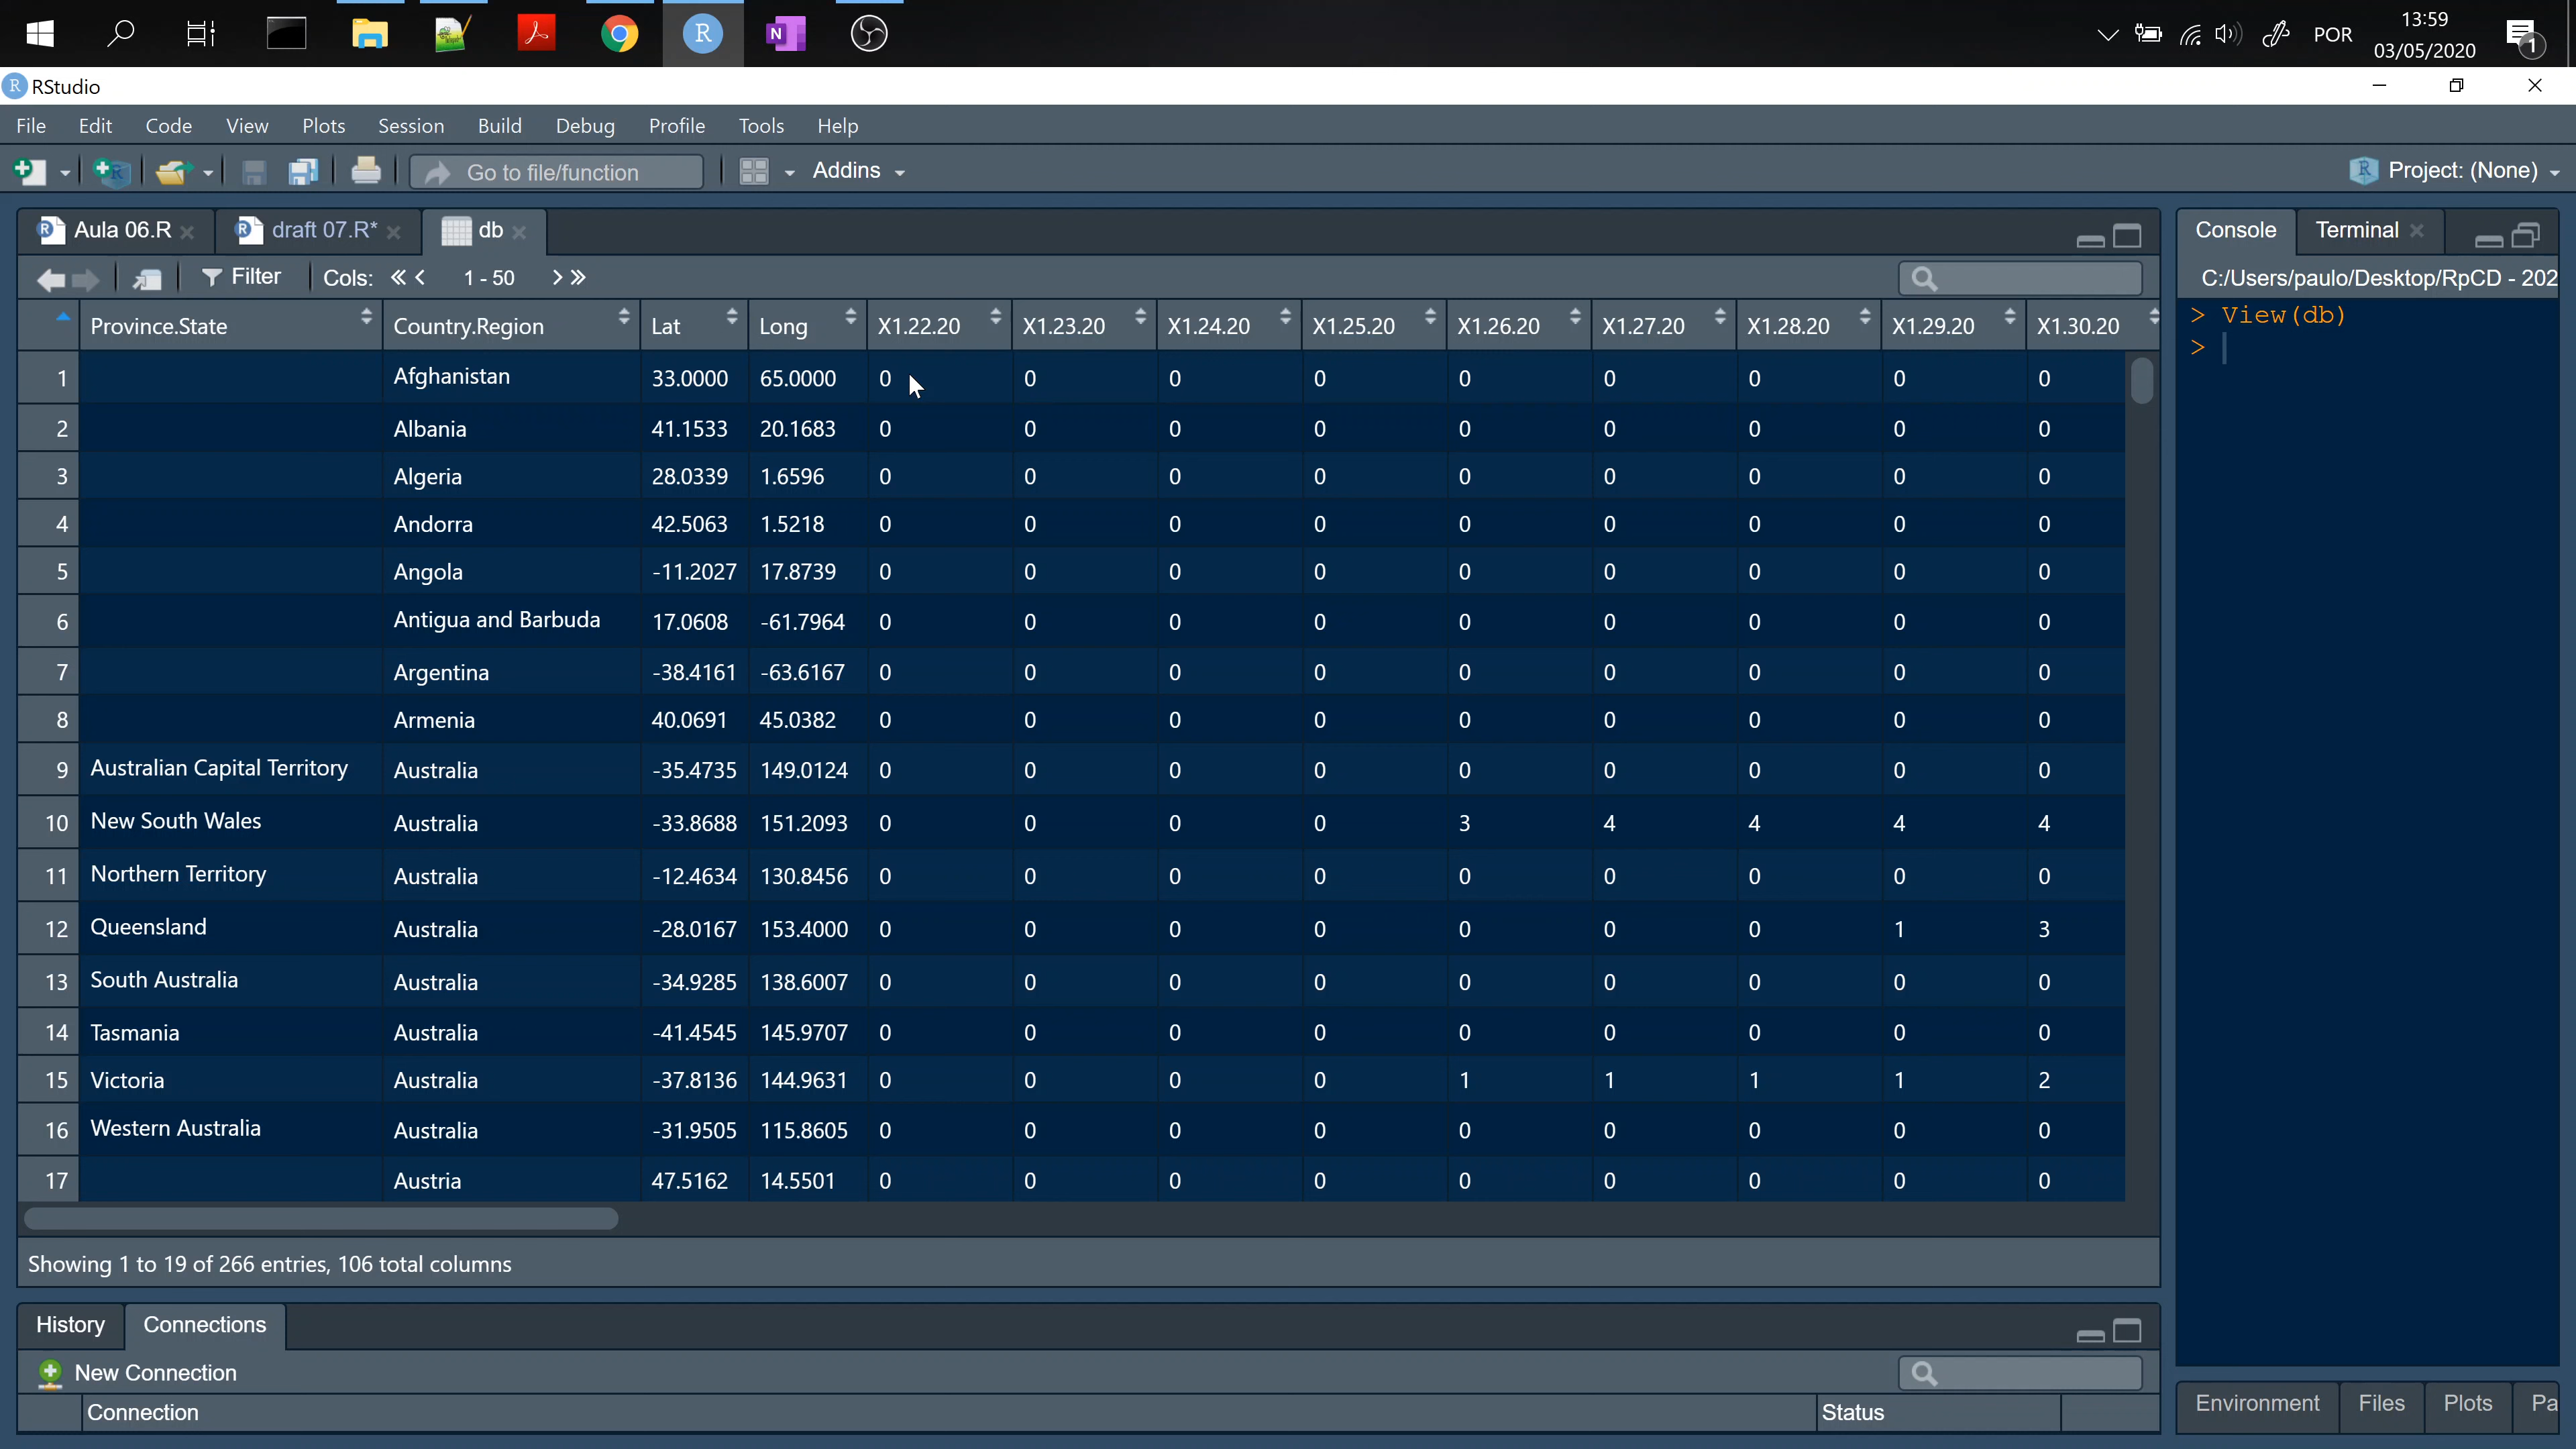 13:59
POR
03/05/2020
1
RStudio
File Edit Code View Plots Session Build Debug Profile Tools Help
Go to file/function Addins Project: (None)
Aula 06.R draft 07.R* db
Filter Cols: 1 - 50
Province.State Country.Region Lat Long X1.22.20 X1.23.20 X1.24.20 X1.25.20 X1.26.20 X1.27.20 X1.28.20 X1.29.20 X1.30.20
1 Afghanistan 33.0000 65.0000 0 0 0 0 0 0 0 0 0
2 Albania 41.1533 20.1683 0 0 0 0 0 0 0 0 0
3 Algeria 28.0339 1.6596 0 0 0 0 0 0 0 0 0
4 Andorra 42.5063 1.5218 0 0 0 0 0 0 0 0 0
5 Angola -11.2027 17.8739 0 0 0 0 0 0 0 0 0
6 Antigua and Barbuda 17.0608 -61.7964 0 0 0 0 0 0 0 0 0
7 Argentina -38.4161 -63.6167 0 0 0 0 0 0 0 0 0
8 Armenia 40.0691 45.0382 0 0 0 0 0 0 0 0 0
9 Australian Capital Territory Australia -35.4735 149.0124 0 0 0 0 0 0 0 0 0
10 New South Wales Australia -33.8688 151.2093 0 0 0 0 3 4 4 4 4
11 Northern Territory Australia -12.4634 130.8456 0 0 0 0 0 0 0 0 0
12 Queensland Australia -28.0167 153.4000 0 0 0 0 0 0 0 1 3
13 South Australia Australia -34.9285 138.6007 0 0 0 0 0 0 0 0 0
14 Tasmania Australia -41.4545 145.9707 0 0 0 0 0 0 0 0 0
15 Victoria Australia -37.8136 144.9631 0 0 0 0 1 1 1 1 2
16 Western Australia Australia -31.9505 115.8605 0 0 0 0 0 0 0 0 0
17 Austria 47.5162 14.5501 0 0 0 0 0 0 0 0 0
Showing 1 to 19 of 266 entries, 106 total columns
History Connections
New Connection
Connection Status
Console Terminal
C:/Users/paulo/Desktop/RpCD - 202
> View(db)
>
Environment Files Plots Pa